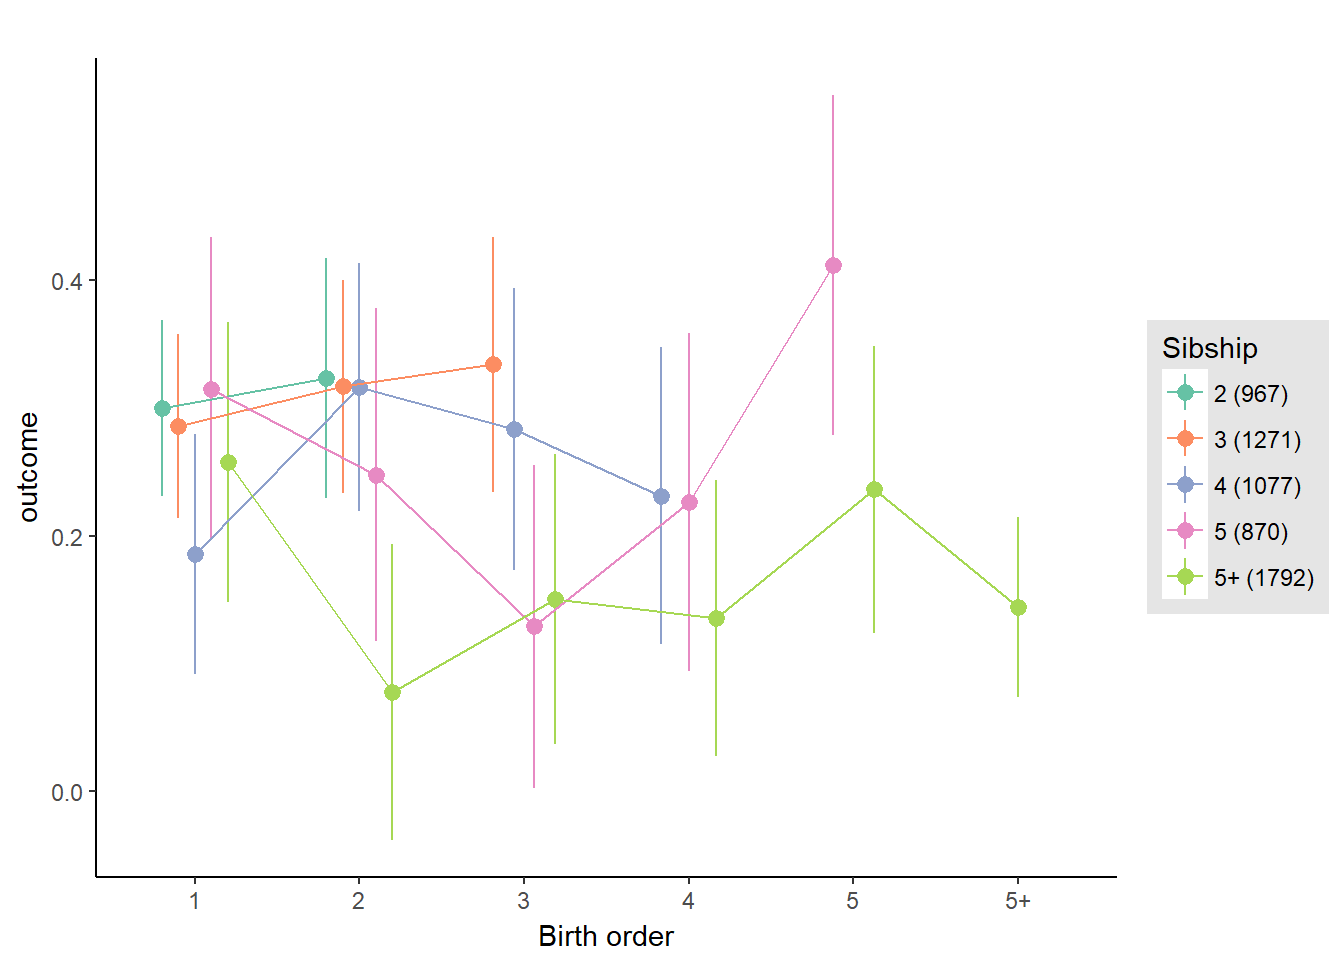 outcome
0.4
0.2
0.0
1 2 3 4 5 5+
Birth order
Sibship
2 (967)
3 (1271)
4 (1077)
5 (870)
5+ (1792)